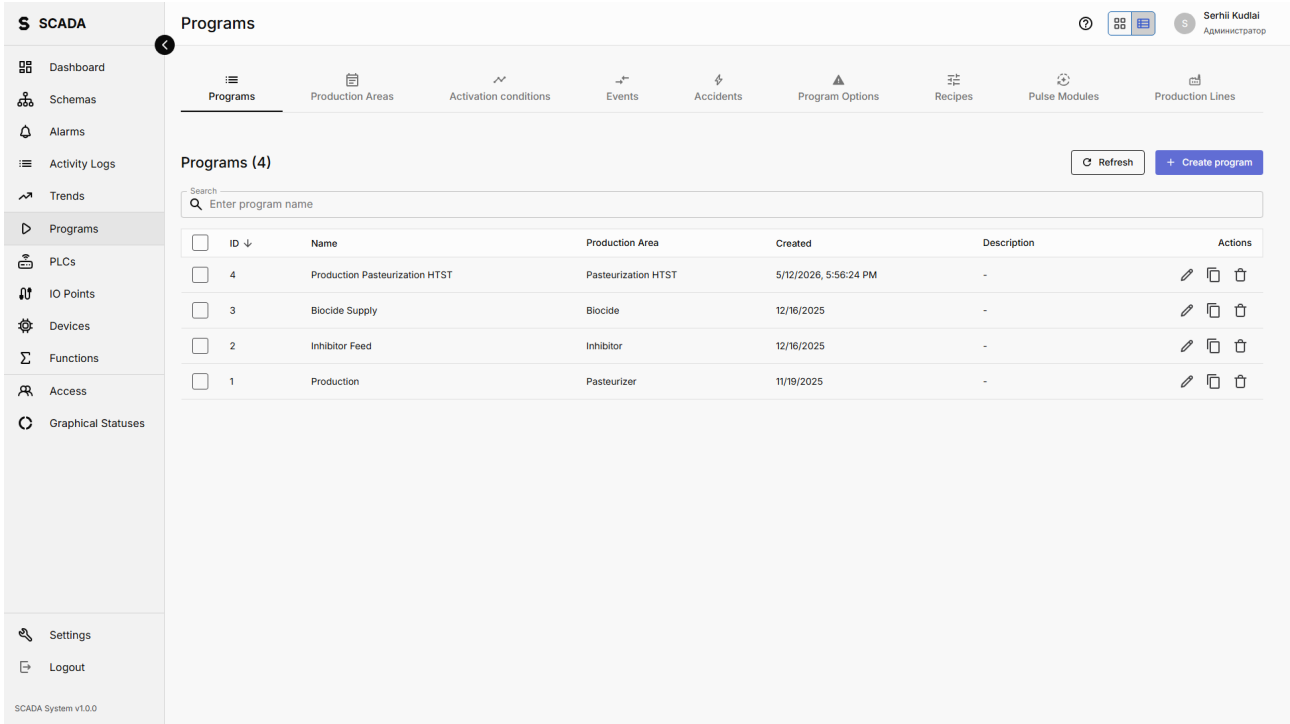 SCADA
Programs
Serhii Kudlai
S
Администратор
Dashboard
Schemas
Alarms
Activity Logs
Trends
Programs
PLCs
IO Points
Devices
Functions
Access
Graphical Statuses
Settings
Logout
SCADA System v1.0.0
Programs Production Areas Activation conditions Events Accidents Program Options Recipes Pulse Modules Production Lines
Programs (4)
Refresh
+ Create program
Search
Enter program name
ID ↓ Name Production Area Created Description Actions
4 Production Pasteurization HTST Pasteurization HTST 5/12/2026, 5:56:24 PM -
3 Biocide Supply Biocide 12/16/2025 -
2 Inhibitor Feed Inhibitor 12/16/2025 -
1 Production Pasteurizer 11/19/2025 -